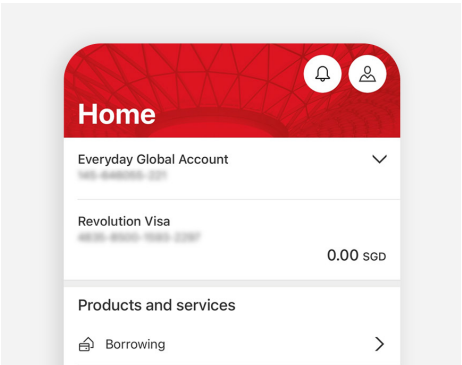 Home
Everyday Global Account
Revolution Visa
0.00 SGD
Products and services
Borrowing